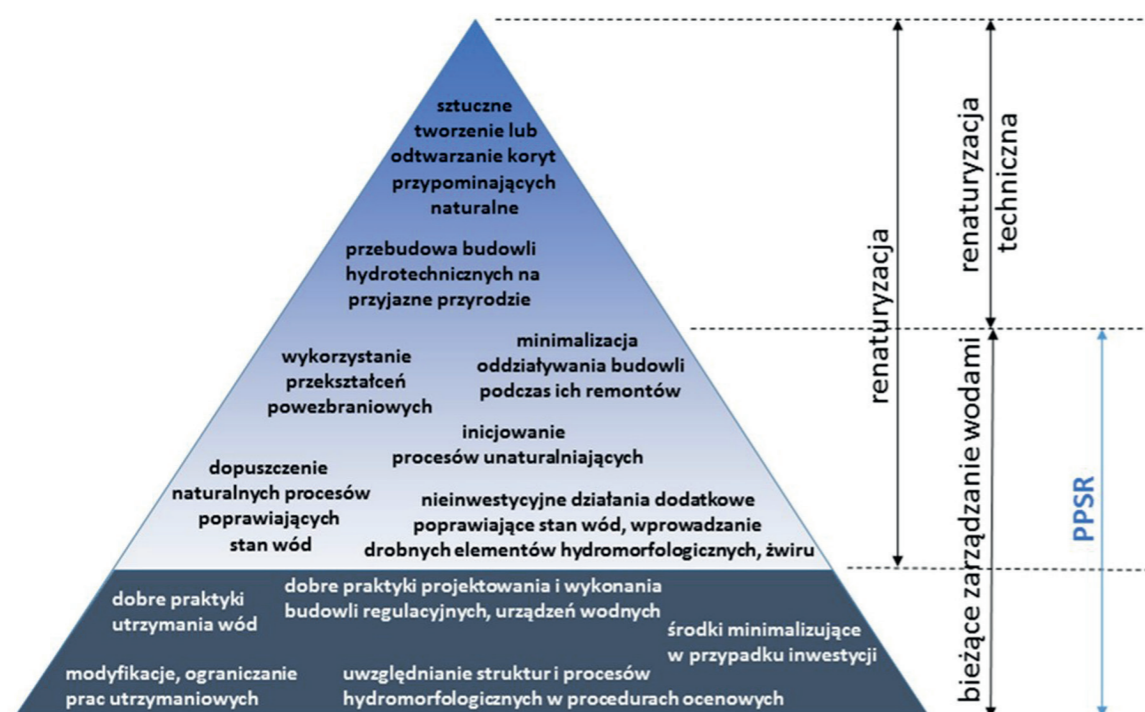 sztuczne
tworzenie lub
odtwarzanie koryt
przypominających
naturalne
przebudowa budowli
hydrotechnicznych na
przyjazne przyrodzie
wykorzystanie
przekształceń
powezbraniowych
minimalizacja
oddziaływania budowli
podczas ich remontów
inicjowanie
procesów unaturalniających
dopuszczenie
naturalnych procesów
poprawiających
stan wód
nieinwestycyjne działania dodatkowe
poprawiające stan wód, wprowadzanie
drobnych elementów hydromorfologicznych, żwiru
dobre praktyki
utrzymania wód
dobre praktyki projektowania i wykonania
budowli regulacyjnych, urządzeń wodnych
środki minimalizujące
w przypadku inwestycji
modyfikacje, ograniczanie
prac utrzymaniowych
uwzględnianie struktur i procesów
hydromorfologicznych w procedurach ocenowych
renaturyzacja
renaturyzacja
techniczna
bieżące zarządzanie wodami
PPSR